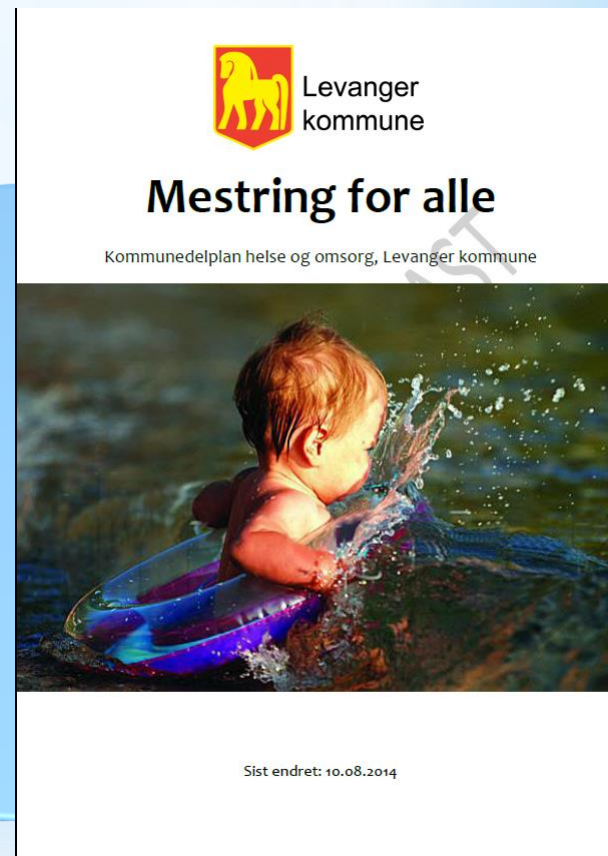 Levanger
kommune
Mestring for alle
Kommunedelplan helse og omsorg, Levanger kommune
Sist endret: 10.08.2014